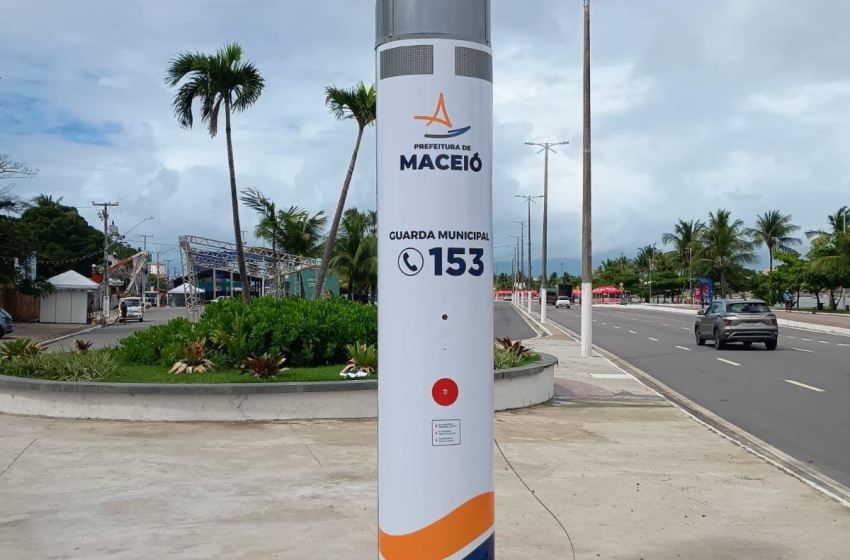 PREFEITURA DE
MACEIÓ
GUARDA MUNICIPAL
153